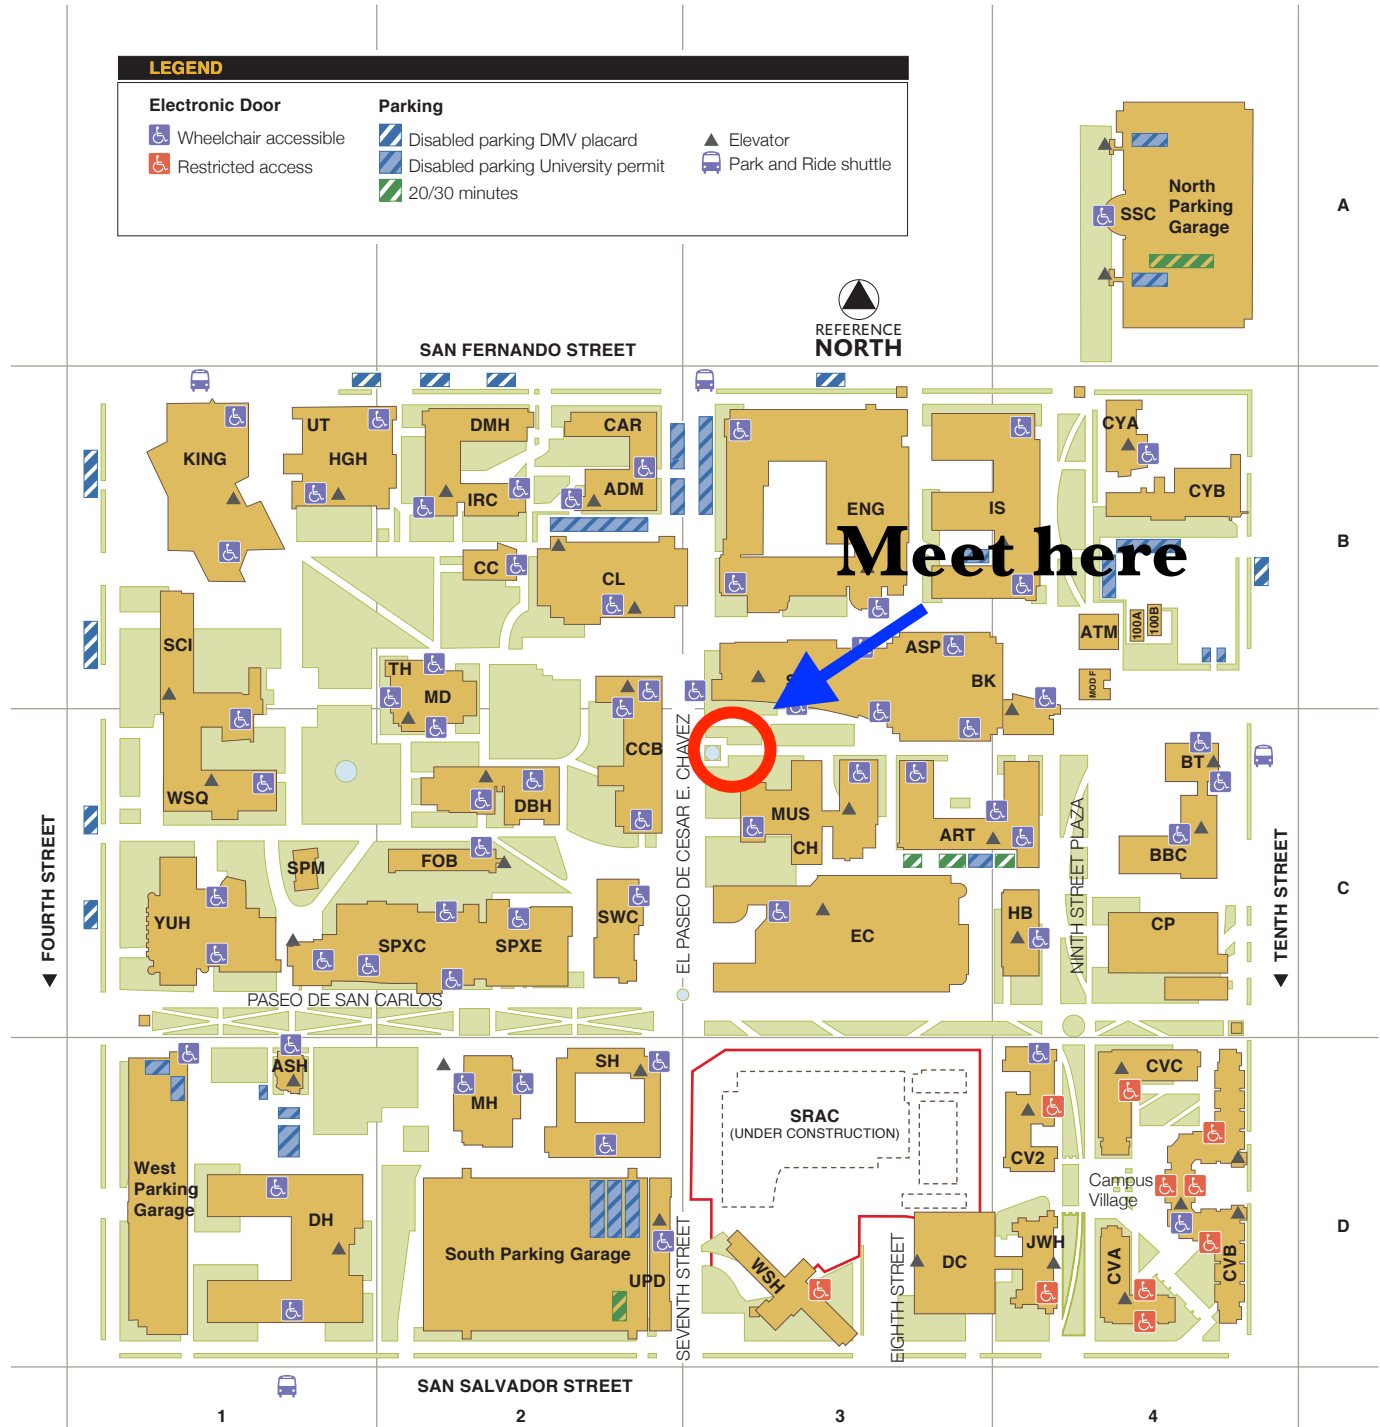 LEGEND
Electronic Door
Wheelchair accessible
Restricted access
Parking
Disabled parking DMV placard
Disabled parking University permit
20/30 minutes
Elevator
Park and Ride shuttle
SSC
North
Parking
Garage
A
REFERENCE
NORTH
SAN FERNANDO STREET
KING
UT
HGH
DMH
IRC
CAR
ADM
ENG
IS
CYA
CYB
B
Meet here
CC
CL
SCI
TH
MD
ASP
BK
ATM
100A
100B
MOD F
CCB
EL PASEO DE CESAR E. CHAVEZ
WSQ
DBH
MUS
CH
ART
BT
BBC
NINTH STREET PLAZA
FOURTH STREET
TENTH STREET
SPM
FOB
YUH
SPXC
SPXE
SWC
EC
HB
CP
C
PASEO DE SAN CARLOS
ASH
MH
SH
SRAC
(UNDER CONSTRUCTION)
CV2
CVC
Campus
Village
West
Parking
Garage
DH
South Parking Garage
UPD
SEVENTH STREET
WSH
EIGHTH STREET
DC
JWH
CVA
CVB
D
SAN SALVADOR STREET
1
2
3
4